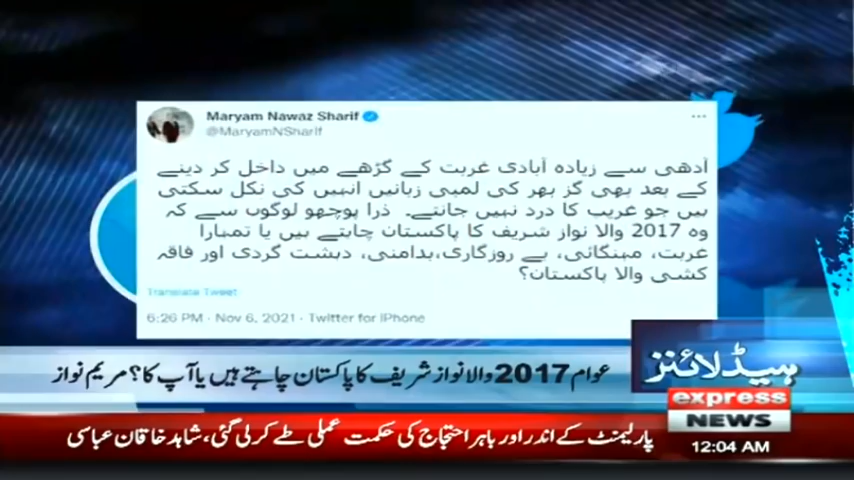 Maryam Nawaz Sharif
@MaryamNSharif
آدھی سے زیادہ آبادی غربت کے گڑھے میں داخل کر دینے
کے بعد بھی گز بھر کی لمبی زبانیں انہیں کی نکل سکتی
ہیں جو غریب کا درد نہیں جانتے۔ ذرا پوچھو لوگوں سے کہ
وہ 2017 والا نواز شریف کا پاکستان چاہتے ہیں یا تمہارا
غربت، مہنگائی، بے روزگاری،بدامنی، دہشت گردی اور فاقہ
کشی والا پاکستان؟
Translate Tweet
6:26 PM · Nov 6, 2021 · Twitter for iPhone
ہیڈلائنز
عوام 2017 والا نواز شریف کا پاکستان چاہتے ہیں یا آپ کا؟ مریم نواز
express
NEWS
پارلیمنٹ کے اندر اور باہر احتجاج کی حکمت عملی طے کر لی گئی، شاہد خاقان عباسی
12:04 AM